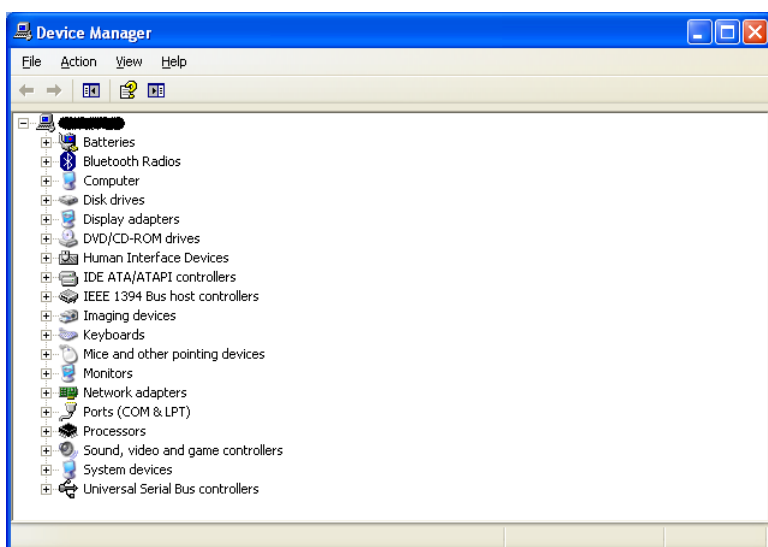 Device Manager
File Action View Help
Batteries
Bluetooth Radios
Computer
Disk drives
Display adapters
DVD/CD-ROM drives
Human Interface Devices
IDE ATA/ATAPI controllers
IEEE 1394 Bus host controllers
Imaging devices
Keyboards
Mice and other pointing devices
Monitors
Network adapters
Ports (COM & LPT)
Processors
Sound, video and game controllers
System devices
Universal Serial Bus controllers